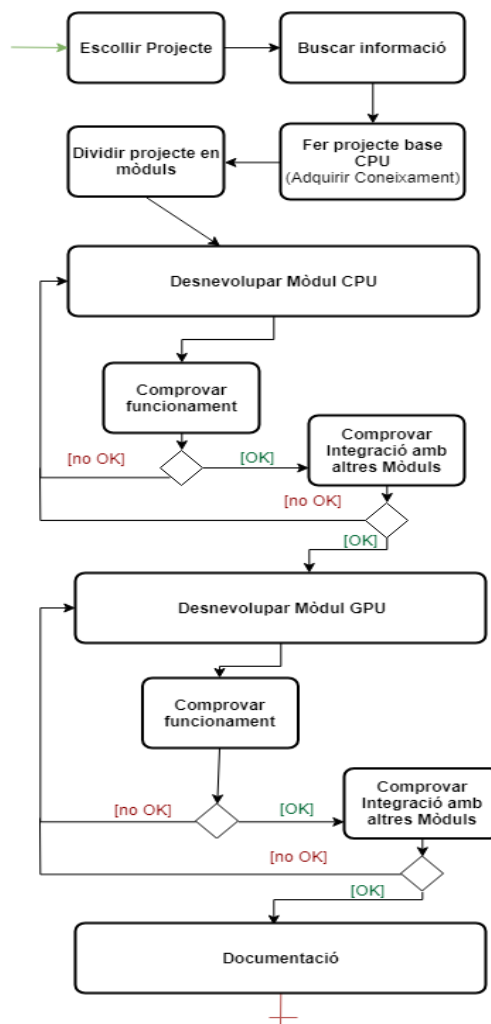 Escollir Projecte
Buscar informació
Fer projecte base
CPU
(Adquirir Coneixament)
Dividir projecte en
mòduls
Desnevolupar Mòdul CPU
Comprovar
funcionament
[no OK]
[OK]
Comprovar
Integració amb
altres Mòduls
[no OK]
[OK]
Desnevolupar Mòdul GPU
Comprovar
funcionament
[no OK]
[OK]
Comprovar
Integració amb
altres Mòduls
[no OK]
[OK]
Documentació